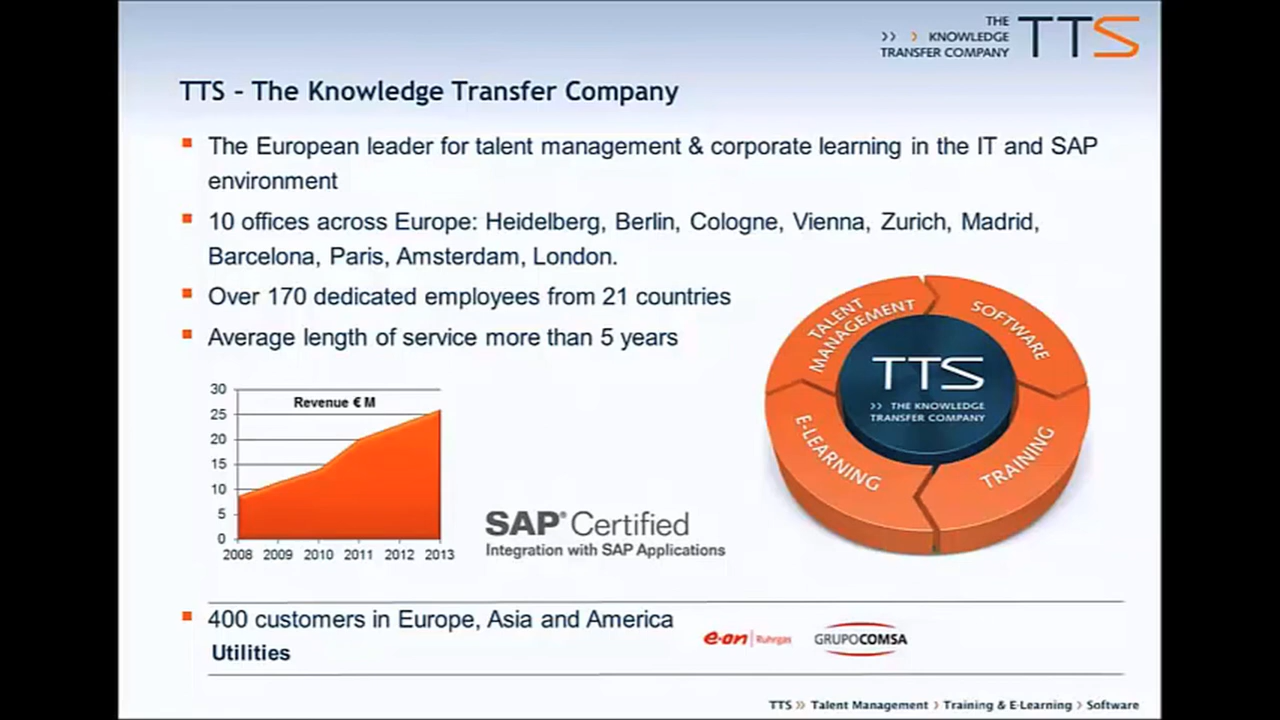 THE
>> > KNOWLEDGE
TRANSFER COMPANY
TTS
TTS – The Knowledge Transfer Company
The European leader for talent management & corporate learning in the IT and SAP
environment
10 offices across Europe: Heidelberg, Berlin, Cologne, Vienna, Zurich, Madrid,
Barcelona, Paris, Amsterdam, London.
Over 170 dedicated employees from 21 countries
Average length of service more than 5 years
Revenue € M
30
25
20
15
10
5
0
2008 2009 2010 2011 2012 2013
SAP® Certified
Integration with SAP Applications
TALENT
MANAGEMENT
SOFTWARE
E-LEARNING
TRAINING
TTS
>> THE KNOWLEDGE
TRANSFER COMPANY
400 customers in Europe, Asia and America
Utilities
e·on | Ruhrgas
GRUPOCOMSA
TTS >> Talent Management > Training & E-Learning > Software